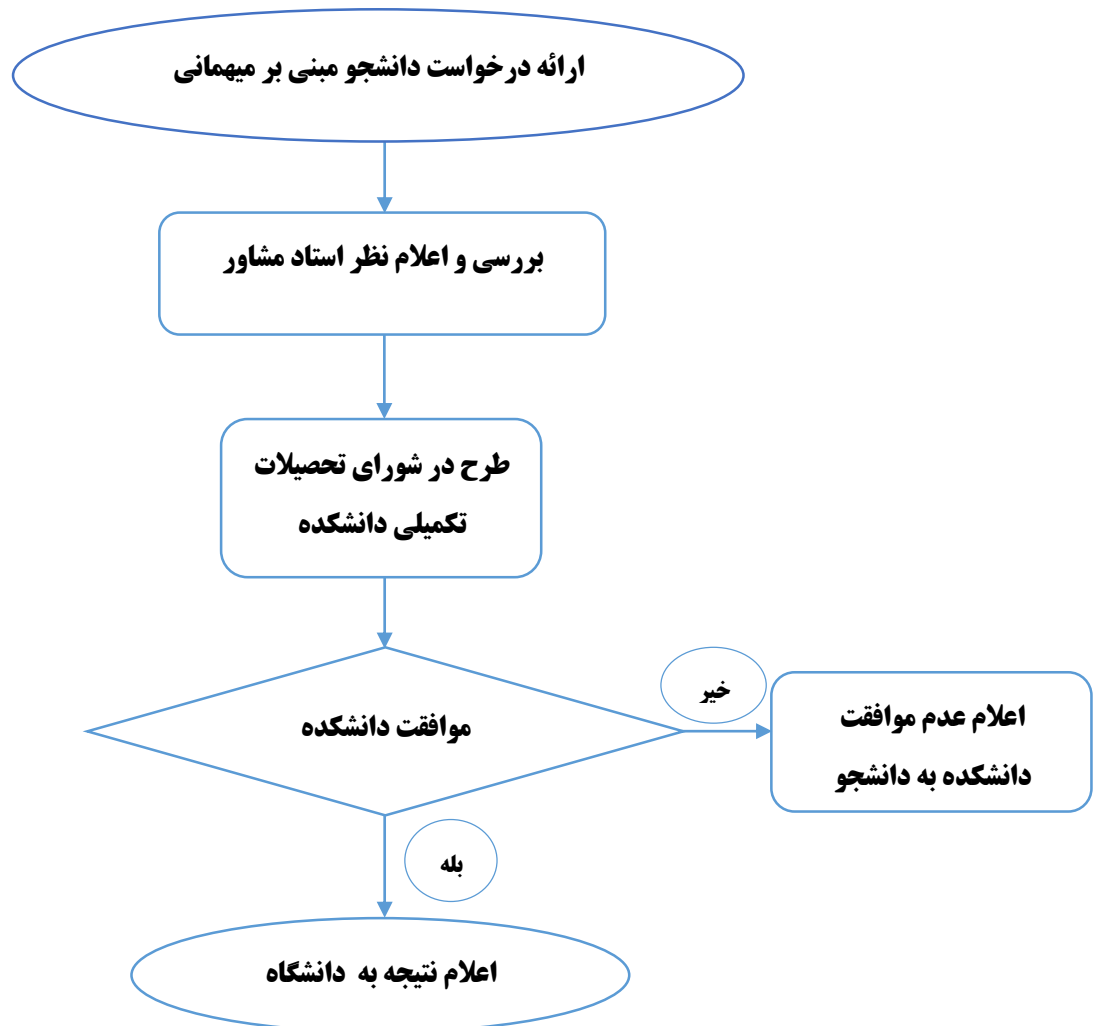 ارائه درخواست دانشجو مبنی بر میهمانی
بررسی و اعلام نظر استاد مشاور
طرح در شورای تحصیلات
تکمیلی دانشکده
موافقت دانشکده
خیر
اعلام عدم موافقت
دانشکده به دانشجو
بله
اعلام نتیجه به دانشگاه